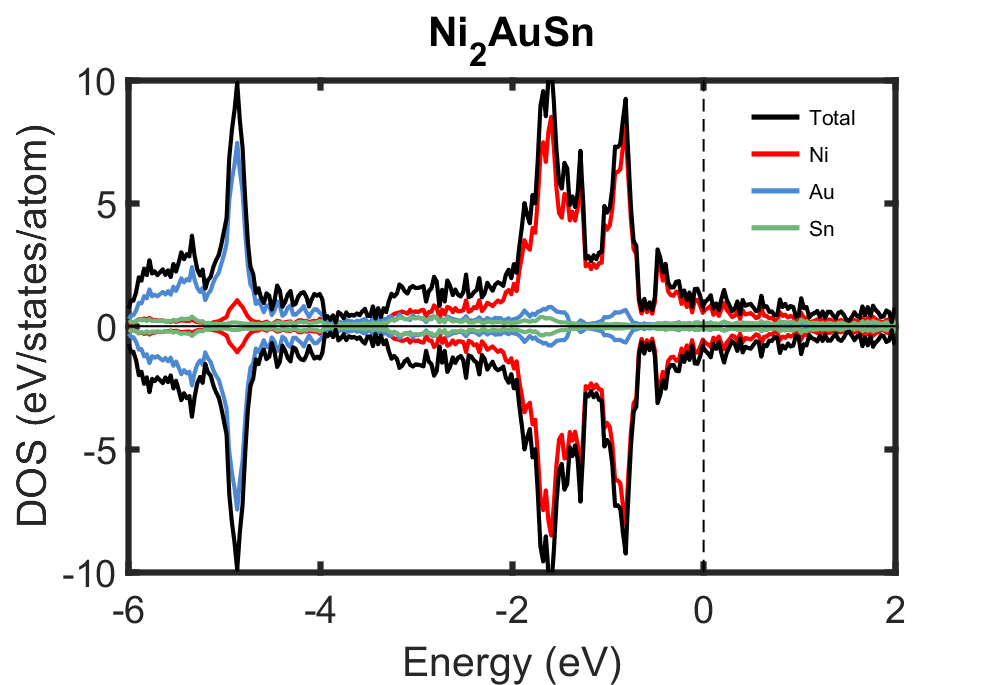 Ni₂AuSn
10
5
0
-5
-10
DOS (eV/states/atom)
Total
Ni
Au
Sn
-6 -4 -2 0 2
Energy (eV)